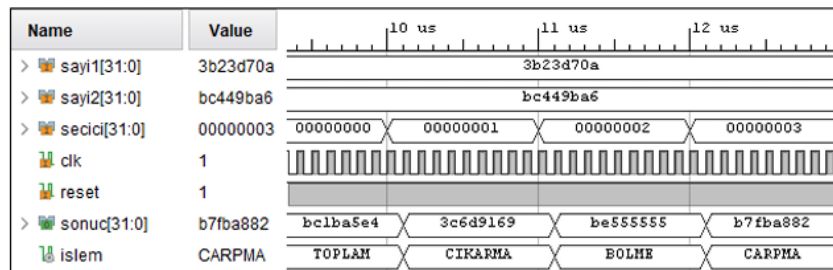 Name Value 10 us 11 us 12 us
sayi1[31:0] 3b23d70a 3b23d70a
sayi2[31:0] bc449ba6 bc449ba6
secici[31:0] 00000003 00000000 00000001 00000002 00000003
clk 1
reset 1
sonuc[31:0] b7fba882 bc1ba5e4 3c6d9169 be555555 b7fba882
islem CARPMA TOPLAM CIKARMA BOLME CARPMA